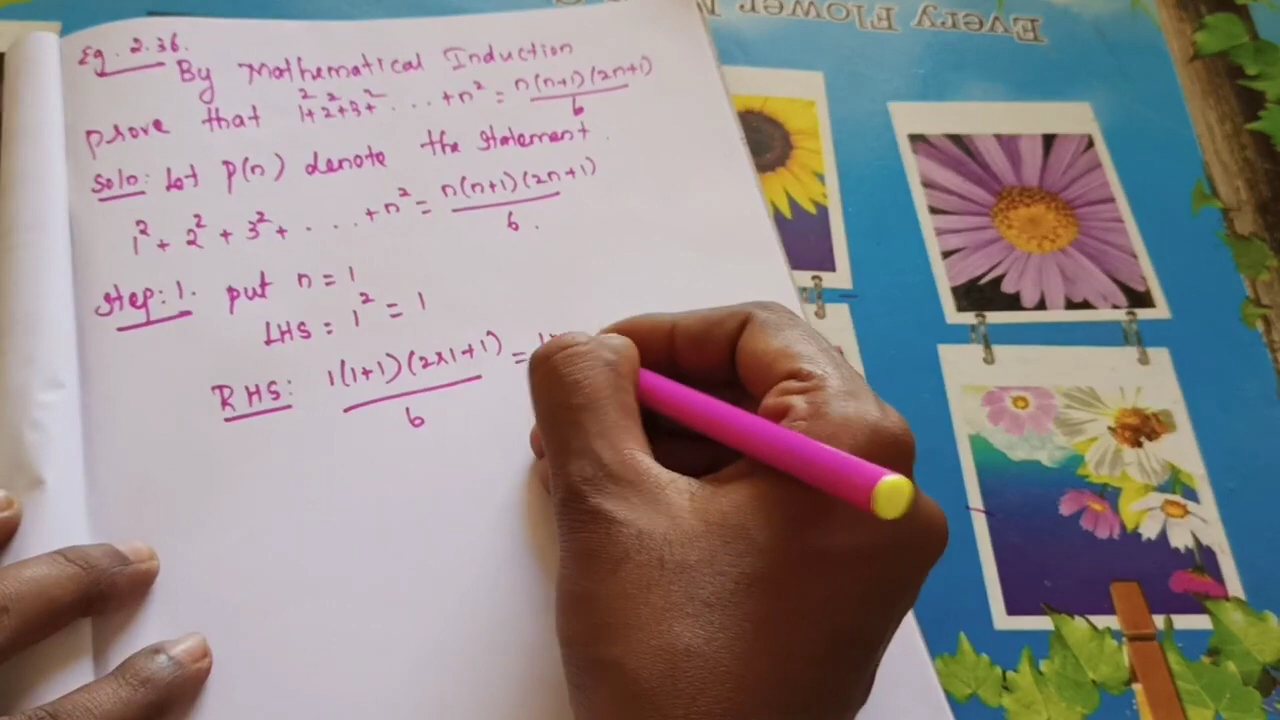 Eg. 2.36.
By Mathematical Induction
prove that 1²+2²+3²+ . . . +n² = n(n+1)(2n+1)/6
Soln: Let p(n) denote the statement.
1² + 2² + 3² + . . . . +n² = n(n+1)(2n+1)/6.
Step: 1. put n = 1
LHS = 1² = 1
RHS: 1(1+1)(2×1+1)/6 =
Every Flower